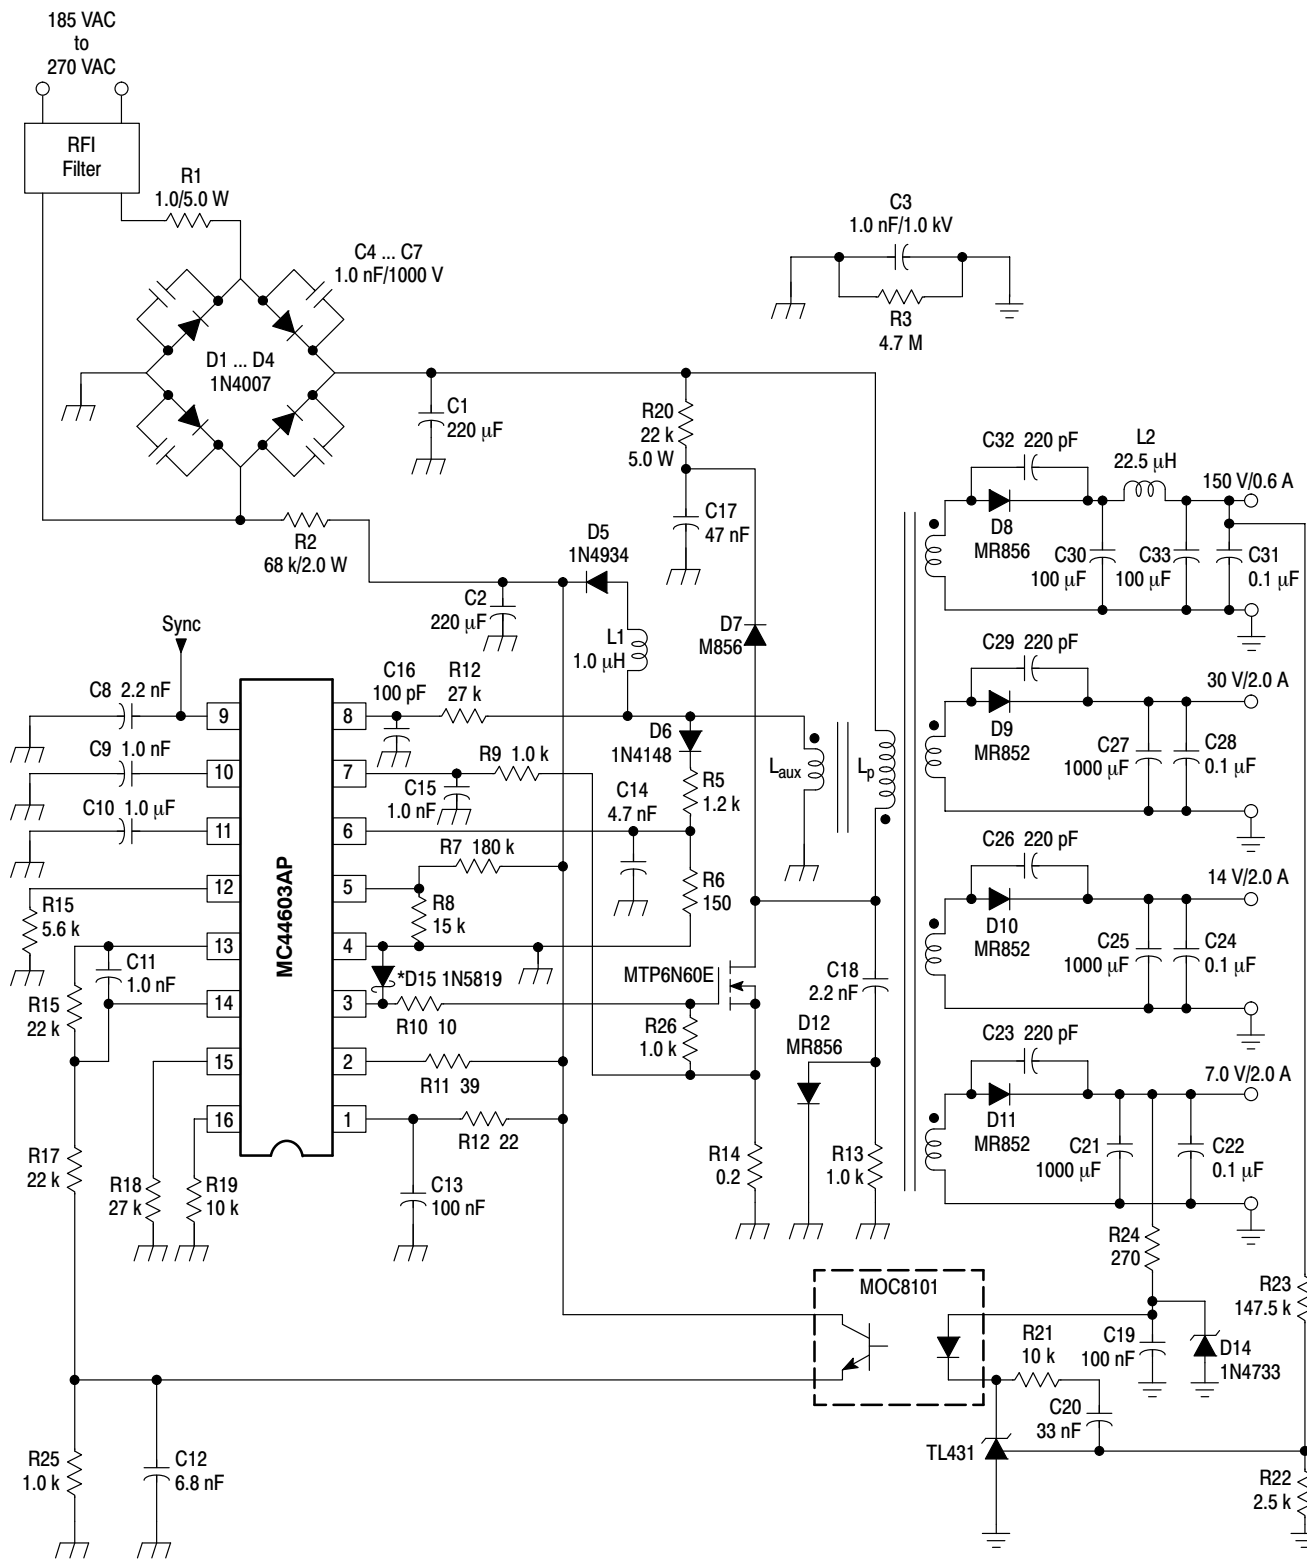 185 VAC
to
270 VAC
RFI
Filter
R1
1.0/5.0 W
C4 ... C7
1.0 nF/1000 V
D1 ... D4
1N4007
C3
1.0 nF/1.0 kV
R3
4.7 M
C1
220 µF
R20
22 k
5.0 W
C17
47 nF
R2
68 k/2.0 W
D5
1N4934
C2
220 µF
L1
1.0 µH
D7
M856
C32 220 pF
L2
22.5 µH
150 V/0.6 A
D8
MR856
C30
100 µF
C33
100 µF
C31
0.1 µF
Sync
C8 2.2 nF
9
8
C16
100 pF
R12
27 k
D6
1N4148
C29 220 pF
30 V/2.0 A
D9
MR852
C27
1000 µF
C28
0.1 µF
C9 1.0 nF
10
7
R9 1.0 k
C15
1.0 nF
C14
4.7 nF
R5
1.2 k
Laux
Lp
C10 1.0 µF
11
6
R7 180 k
R6
150
MC44603AP
12
5
R15
5.6 k
R8
15 k
C26 220 pF
14 V/2.0 A
D10
MR852
C25
1000 µF
C24
0.1 µF
13
4
C11
1.0 nF
*D15 1N5819
MTP6N60E
C18
2.2 nF
R15
22 k
14
3
R10 10
R26
1.0 k
D12
MR856
C23 220 pF
7.0 V/2.0 A
D11
MR852
C21
1000 µF
C22
0.1 µF
15
2
R11 39
16
1
R12 22
R17
22 k
R18
27 k
R19
10 k
C13
100 nF
R14
0.2
R13
1.0 k
R24
270
MOC8101
R23
147.5 k
R21
10 k
C19
100 nF
D14
1N4733
C20
33 nF
TL431
R25
1.0 k
C12
6.8 nF
R22
2.5 k